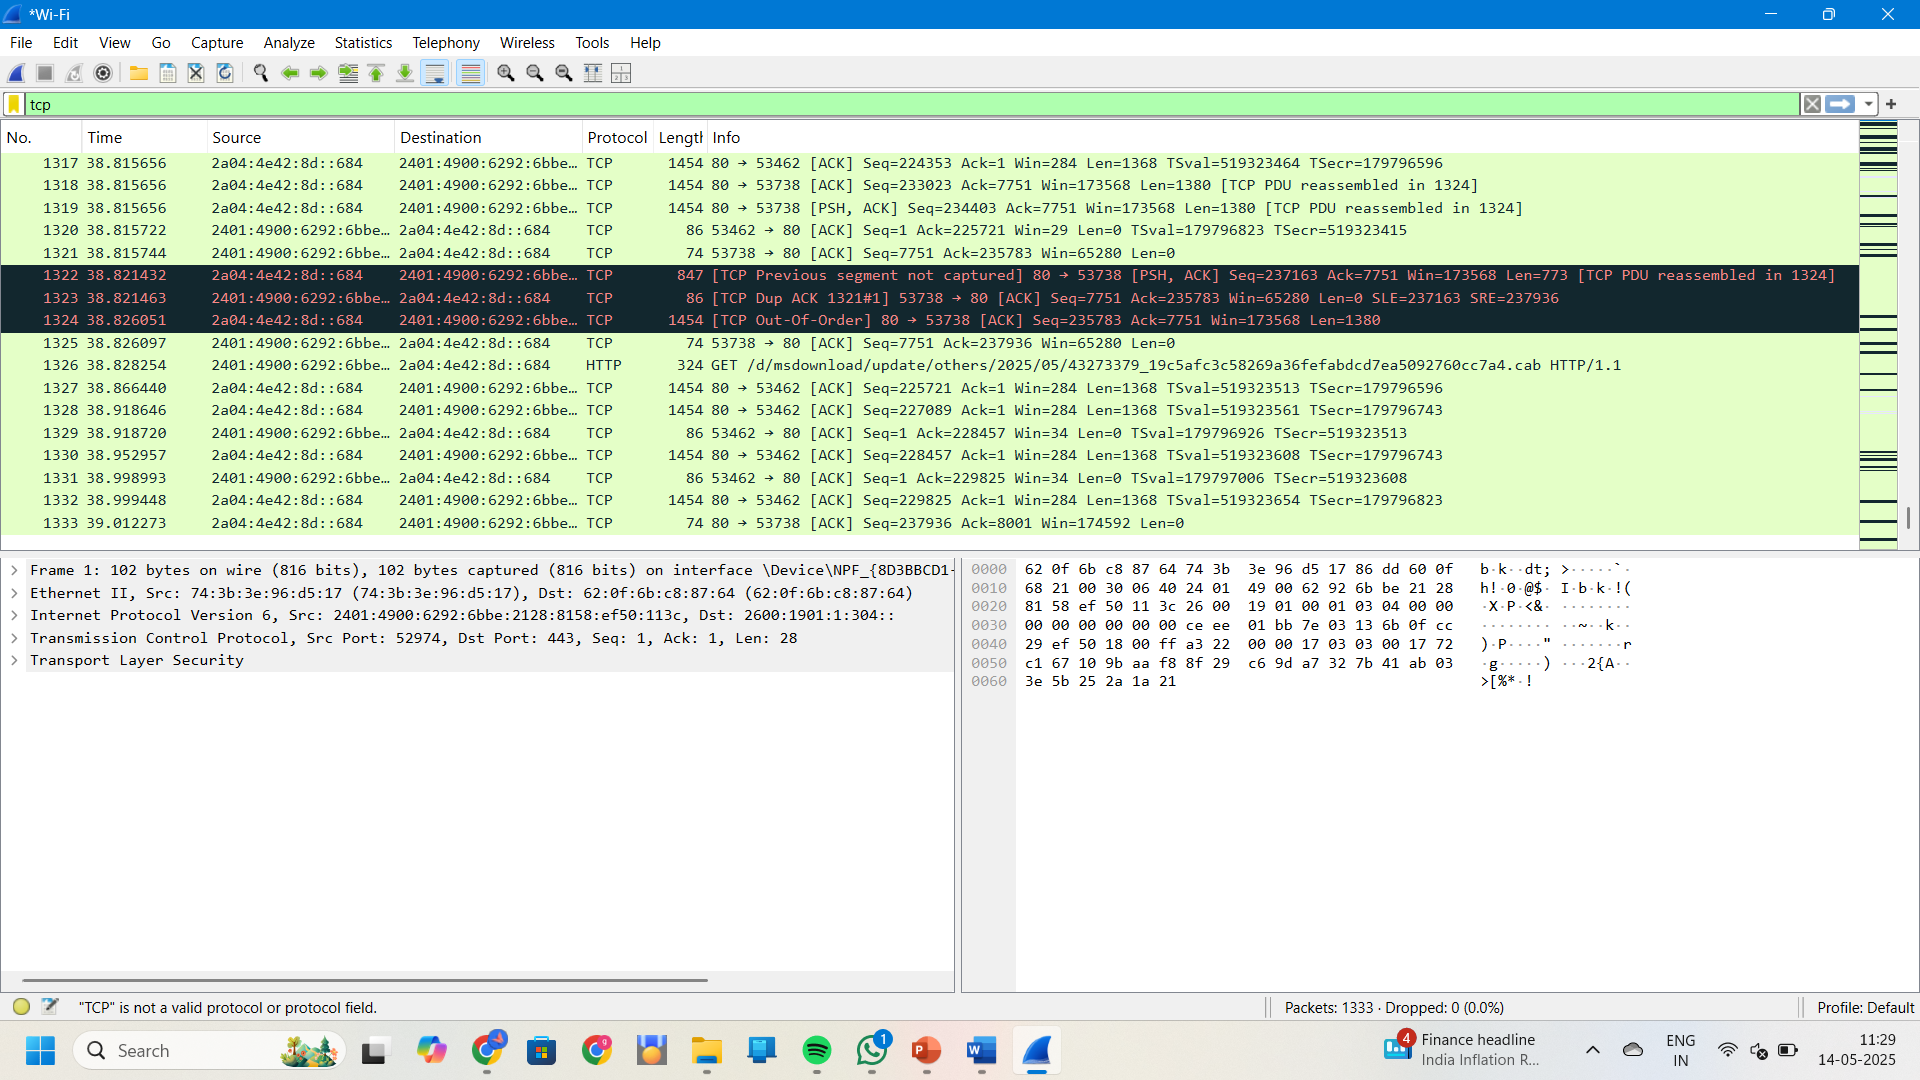 *Wi-Fi
File Edit View Go Capture Analyze Statistics Telephony Wireless Tools Help
tcp
No. Time Source Destination Protocol Length Info
1317 38.815656 2a04:4e42:8d::684 2401:4900:6292:6bbe… TCP 1454 80 → 53462 [ACK] Seq=224353 Ack=1 Win=284 Len=1368 TSval=519323464 TSecr=179796596
1318 38.815656 2a04:4e42:8d::684 2401:4900:6292:6bbe… TCP 1454 80 → 53738 [ACK] Seq=233023 Ack=7751 Win=173568 Len=1380 [TCP PDU reassembled in 1324]
1319 38.815656 2a04:4e42:8d::684 2401:4900:6292:6bbe… TCP 1454 80 → 53738 [PSH, ACK] Seq=234403 Ack=7751 Win=173568 Len=1380 [TCP PDU reassembled in 1324]
1320 38.815722 2401:4900:6292:6bbe… 2a04:4e42:8d::684 TCP 86 53462 → 80 [ACK] Seq=1 Ack=225721 Win=29 Len=0 TSval=179796823 TSecr=519323415
1321 38.815744 2401:4900:6292:6bbe… 2a04:4e42:8d::684 TCP 74 53738 → 80 [ACK] Seq=7751 Ack=235783 Win=65280 Len=0
1322 38.821432 2a04:4e42:8d::684 2401:4900:6292:6bbe… TCP 847 [TCP Previous segment not captured] 80 → 53738 [PSH, ACK] Seq=237163 Ack=7751 Win=173568 Len=773 [TCP PDU reassembled in 1324]
1323 38.821463 2401:4900:6292:6bbe… 2a04:4e42:8d::684 TCP 86 [TCP Dup ACK 1321#1] 53738 → 80 [ACK] Seq=7751 Ack=235783 Win=65280 Len=0 SLE=237163 SRE=237936
1324 38.826051 2a04:4e42:8d::684 2401:4900:6292:6bbe… TCP 1454 [TCP Out-Of-Order] 80 → 53738 [ACK] Seq=235783 Ack=7751 Win=173568 Len=1380
1325 38.826097 2401:4900:6292:6bbe… 2a04:4e42:8d::684 TCP 74 53738 → 80 [ACK] Seq=7751 Ack=237936 Win=65280 Len=0
1326 38.828254 2401:4900:6292:6bbe… 2a04:4e42:8d::684 HTTP 324 GET /d/msdownload/update/others/2025/05/43273379_19c5afc3c58269a36fefabdcd7ea5092760cc7a4.cab HTTP/1.1
1327 38.866440 2a04:4e42:8d::684 2401:4900:6292:6bbe… TCP 1454 80 → 53462 [ACK] Seq=225721 Ack=1 Win=284 Len=1368 TSval=519323513 TSecr=179796596
1328 38.918646 2a04:4e42:8d::684 2401:4900:6292:6bbe… TCP 1454 80 → 53462 [ACK] Seq=227089 Ack=1 Win=284 Len=1368 TSval=519323561 TSecr=179796743
1329 38.918720 2401:4900:6292:6bbe… 2a04:4e42:8d::684 TCP 86 53462 → 80 [ACK] Seq=1 Ack=228457 Win=34 Len=0 TSval=179796926 TSecr=519323513
1330 38.952957 2a04:4e42:8d::684 2401:4900:6292:6bbe… TCP 1454 80 → 53462 [ACK] Seq=228457 Ack=1 Win=284 Len=1368 TSval=519323608 TSecr=179796743
1331 38.998993 2401:4900:6292:6bbe… 2a04:4e42:8d::684 TCP 86 53462 → 80 [ACK] Seq=1 Ack=229825 Win=34 Len=0 TSval=179797006 TSecr=519323608
1332 38.999448 2a04:4e42:8d::684 2401:4900:6292:6bbe… TCP 1454 80 → 53462 [ACK] Seq=229825 Ack=1 Win=284 Len=1368 TSval=519323654 TSecr=179796823
1333 39.012273 2a04:4e42:8d::684 2401:4900:6292:6bbe… TCP 74 80 → 53738 [ACK] Seq=237936 Ack=8001 Win=174592 Len=0
Frame 1: 102 bytes on wire (816 bits), 102 bytes captured (816 bits) on interface \Device\NPF_{8D3BBCD1-
Ethernet II, Src: 74:3b:3e:96:d5:17 (74:3b:3e:96:d5:17), Dst: 62:0f:6b:c8:87:64 (62:0f:6b:c8:87:64)
Internet Protocol Version 6, Src: 2401:4900:6292:6bbe:2128:8158:ef50:113c, Dst: 2600:1901:1:304::
Transmission Control Protocol, Src Port: 52974, Dst Port: 443, Seq: 1, Ack: 1, Len: 28
Transport Layer Security
0000 62 0f 6b c8 87 64 74 3b 3e 96 d5 17 86 dd 60 0f b·k··dt; >·····`·
0010 68 21 00 30 06 40 24 01 49 00 62 92 6b be 21 28 h!·0·@$· I·b·k·!(
0020 81 58 ef 50 11 3c 26 00 19 01 00 01 03 04 00 00 ·X·P·<&· ········
0030 00 00 00 00 00 00 ce ee 01 bb 7e 03 13 6b 0f cc ········ ··~··k··
0040 29 ef 50 18 00 ff a3 22 00 00 17 03 03 00 17 72 )·P····" ·······r
0050 c1 67 10 9b aa f8 8f 29 c6 9d a7 32 7b 41 ab 03 ·g·····) ···2{A··
0060 3e 5b 25 2a 1a 21 >[%*·!
"TCP" is not a valid protocol or protocol field.
Packets: 1333 · Dropped: 0 (0.0%)
Profile: Default
Search
Finance headline
India Inflation R...
4
1
ENG
IN
11:29
14-05-2025